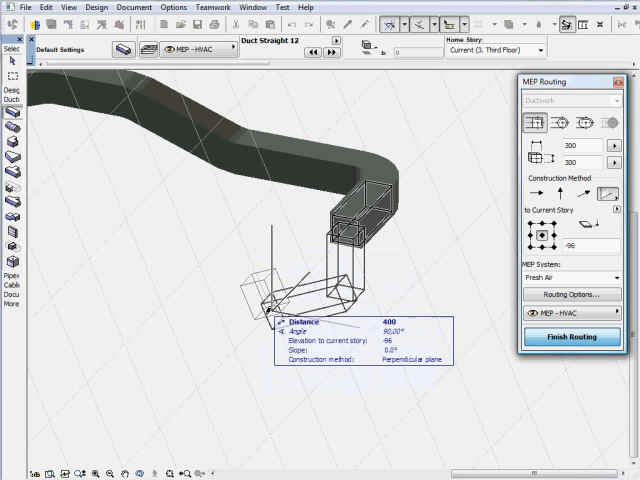 File Edit View Design Document Options Teamwork Window Test Help
Selec
Default Settings
MEP - HVAC
Duct Straight 12
b:
0
Home Story:
Current (3. Third Floor)
Desig
Duct
Pipev
Cabl
Docu
More
MEP Routing
Ductwork
300
300
Construction Method
to Current Story
-96
MEP System:
Fresh Air
Routing Options...
MEP - HVAC
Finish Routing
Distance 400
Angle 90,00°
Elevation to current story: -96
Slope: 0.0°
Construction method: Perpendicular plane